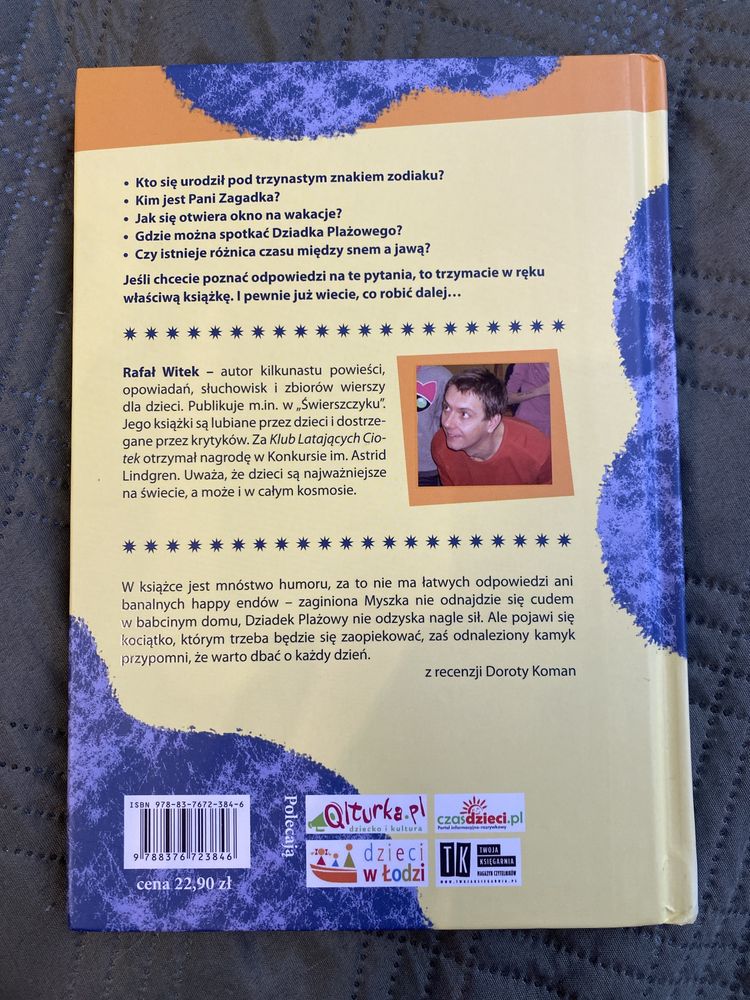 • Kto się urodził pod trzynastym znakiem zodiaku?
• Kim jest Pani Zagadka?
• Jak się otwiera okno na wakacje?
• Gdzie można spotkać Dziadka Plażowego?
• Czy istnieje różnica czasu między snem a jawą?
Jeśli chcecie poznać odpowiedzi na te pytania, to trzymacie w ręku
właściwą książkę. I pewnie już wiecie, co robić dalej…
Rafał Witek – autor kilkunastu powieści,
opowiadań, słuchowisk i zbiorów wierszy
dla dzieci. Publikuje m.in. w „Świerszczyku”.
Jego książki są lubiane przez dzieci i dostrze-
gane przez krytyków. Za Klub Latających Cio-
tek otrzymał nagrodę w Konkursie im. Astrid
Lindgren. Uważa, że dzieci są najważniejsze
na świecie, a może i w całym kosmosie.
W książce jest mnóstwo humoru, za to nie ma łatwych odpowiedzi ani
banalnych happy endów – zaginiona Myszka nie odnajdzie się cudem
w babcinym domu, Dziadek Plażowy nie odzyska nagle sił. Ale pojawi się
kociątko, którym trzeba będzie się zaopiekować, zaś odnaleziony kamyk
przypomni, że warto dbać o każdy dzień.
z recenzji Doroty Koman
ISBN 978-83-7672-384-6
9 788376 723846
cena 22,90 zł
Polecają
Qlturka.pl
dziecko i kultura
czasdzieci.pl
Portal informacyjno-rozrywkowy
dzieci
w Łodzi
TK
TWOJA
KSIĘGARNIA
MAGAZYN CZYTELNIKÓW
WWW.TWOJAKSIEGARNIA.PL